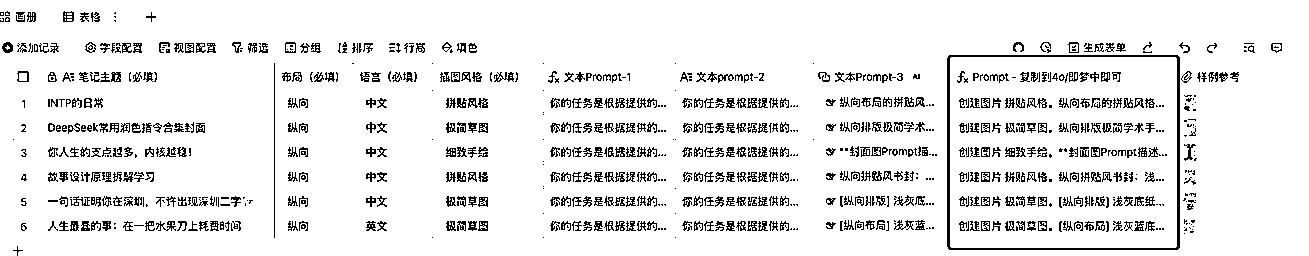 画册 表格 ⋮ +
添加记录 字段配置 视图配置 筛选 分组 排序 行高 填色 生成表单
笔记主题（必填） 布局（必填） 语言（必填） 插图风格（必填） 文本Prompt-1 文本prompt-2 文本Prompt-3 AI Prompt - 复制到4o/即梦中即可 样例参考
1 INTP的日常 纵向 中文 拼贴风格 你的任务是根据提供的... 你的任务是根据提供的... 纵向布局的拼贴风... 创建图片 拼贴风格。纵向布局的拼贴风格...
2 DeepSeek常用润色指令合集封面 纵向 中文 极简草图 你的任务是根据提供的... 你的任务是根据提供的... 纵向排版极简学术... 创建图片 极简草图。纵向排版极简学术手...
3 你人生的支点越多，内核越稳！ 纵向 中文 细致手绘 你的任务是根据提供的... 你的任务是根据提供的... **封面图Prompt描... 创建图片 细致手绘。**封面图Prompt描述...
4 故事设计原理拆解学习 纵向 中文 拼贴风格 你的任务是根据提供的... 你的任务是根据提供的... 纵向拼贴风书封：... 创建图片 拼贴风格。纵向拼贴风书封：浅...
5 一句话证明你在深圳，不许出现深圳二字 纵向 中文 极简草图 你的任务是根据提供的... 你的任务是根据提供的... [纵向排版] 浅灰底... 创建图片 极简草图。[纵向排版] 浅灰底纸...
6 人生最蠢的事：在一把水果刀上耗费时间 纵向 英文 极简草图 你的任务是根据提供的... 你的任务是根据提供的... [纵向布局] 浅灰蓝... 创建图片 极简草图。[纵向布局] 浅灰蓝底...
+